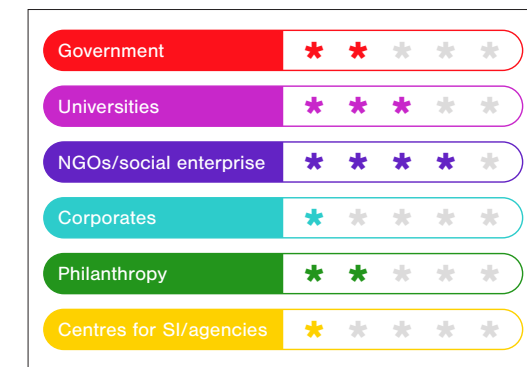 Government * * * * *
Universities * * * * *
NGOs/social enterprise * * * * *
Corporates * * * * *
Philanthropy * * * * *
Centres for SI/agencies * * * * *